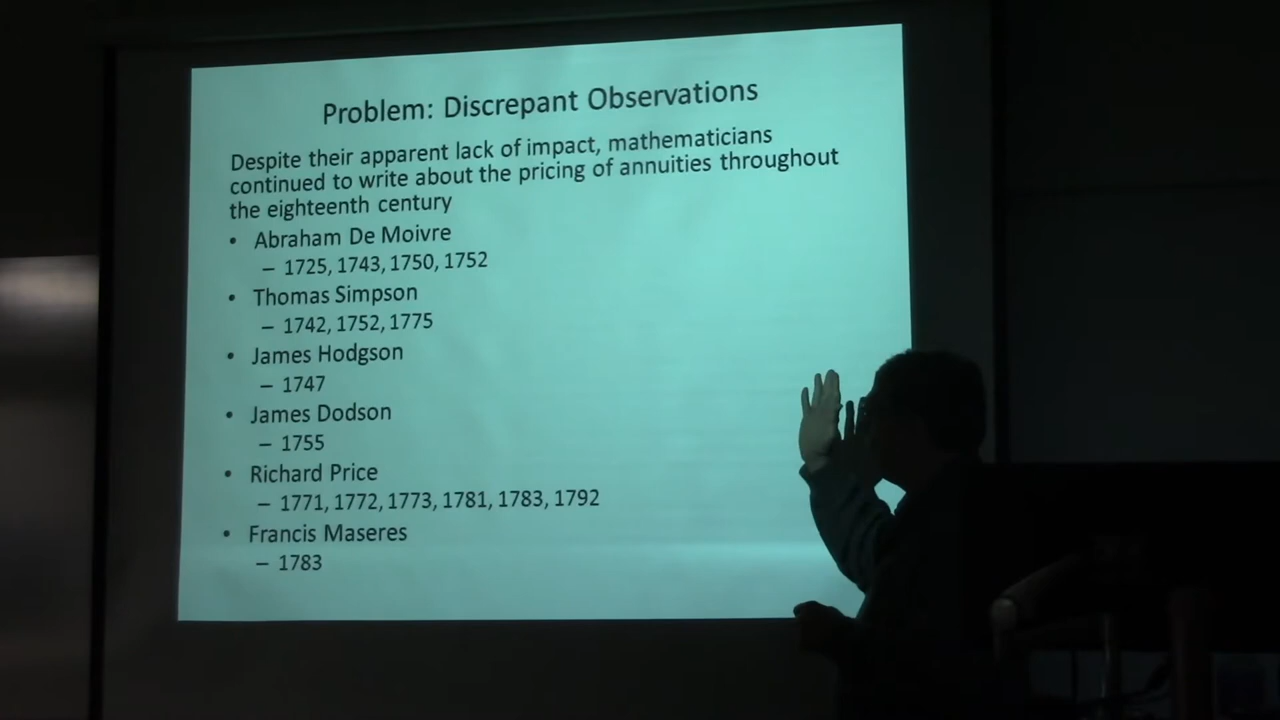 Problem: Discrepant Observations
Despite their apparent lack of impact, mathematicians
continued to write about the pricing of annuities throughout
the eighteenth century
• Abraham De Moivre
– 1725, 1743, 1750, 1752
• Thomas Simpson
– 1742, 1752, 1775
• James Hodgson
– 1747
• James Dodson
– 1755
• Richard Price
– 1771, 1772, 1773, 1781, 1783, 1792
• Francis Maseres
– 1783